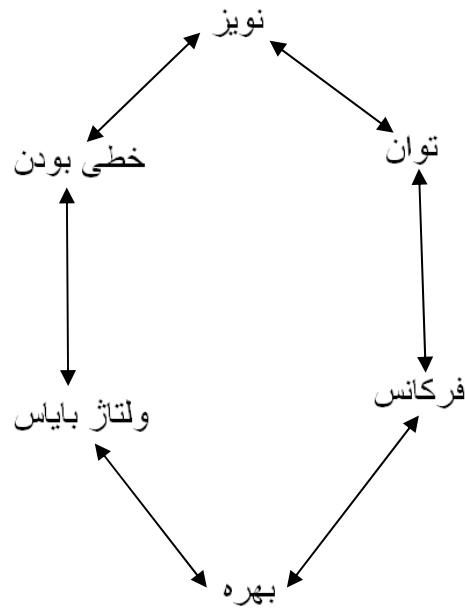 نویز
توان
خطی بودن
فرکانس
ولتاژ بایاس
بهره